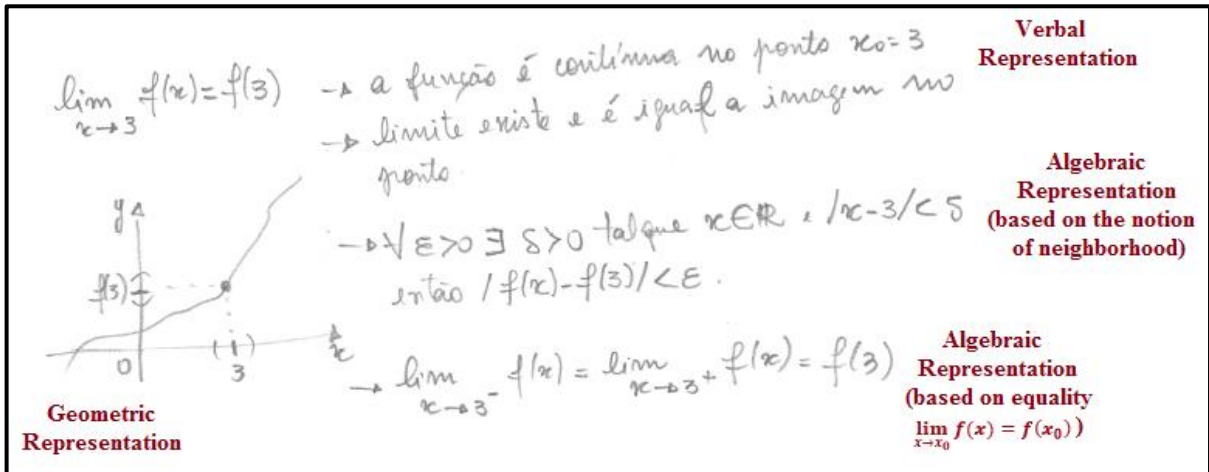 lim x→3 f(x) = f(3)
→ a função é contínua no ponto x₀ = 3
→ limite existe e é igual a imagem no
ponto.
Verbal
Representation
→ ∀ ε>0 ∃ δ>0 tal que x∈ℝ e /x-3/< δ
então /f(x)-f(3)/<ε.
Algebraic
Representation
(based on the notion
of neighborhood)
y
f(3)
0
( )
3
x
Geometric
Representation
→ lim x→3⁻ f(x) = lim x→3⁺ f(x) = f(3)
Algebraic
Representation
(based on equality
lim x→x₀ f(x) = f(x₀))